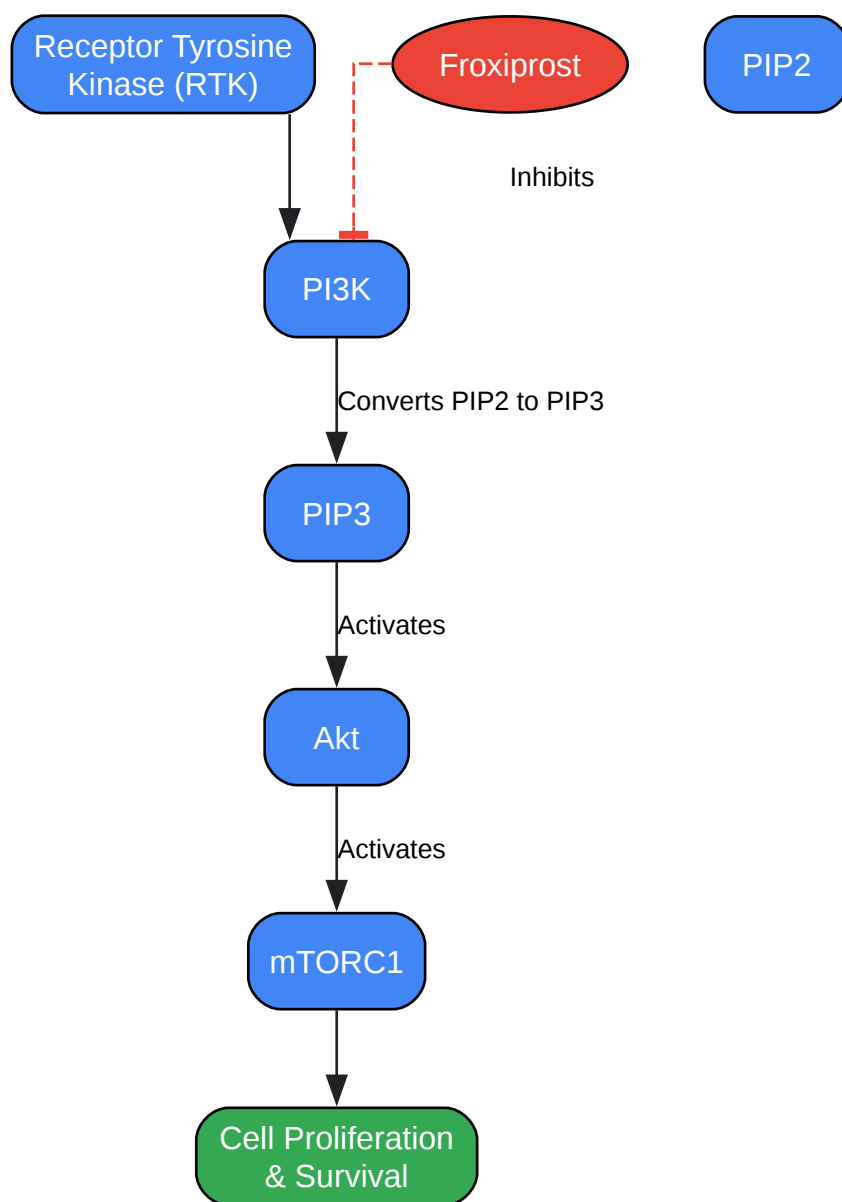 Receptor Tyrosine
Kinase (RTK)
Froxiprost
PIP2
Inhibits
PI3K
Converts PIP2 to PIP3
PIP3
Activates
Akt
Activates
mTORC1
Cell Proliferation
& Survival